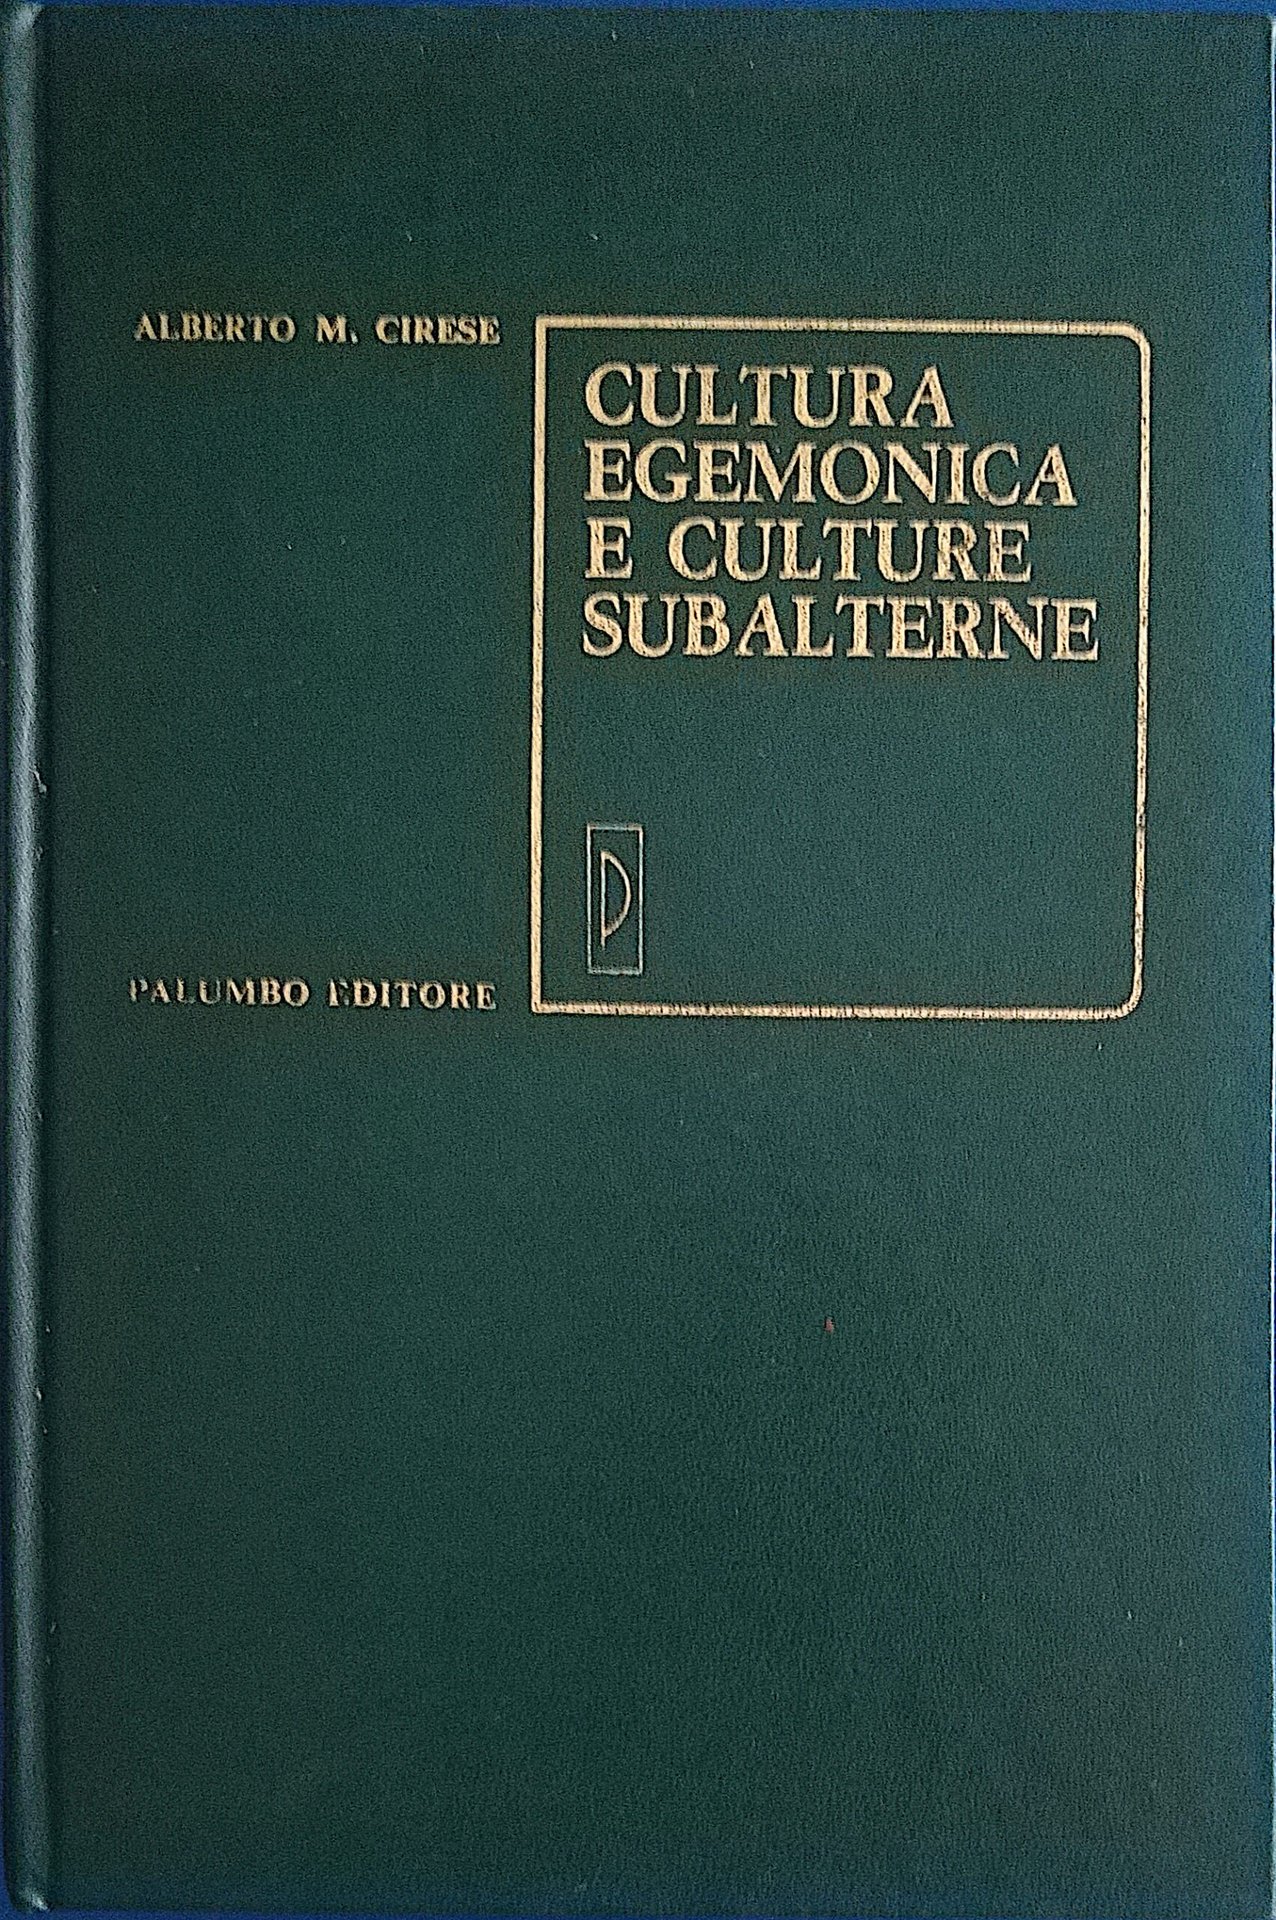 ALBERTO M. CIRESE
CULTURA
EGEMONICA
E CULTURE
SUBALTERNE
P
PALUMBO EDITORE